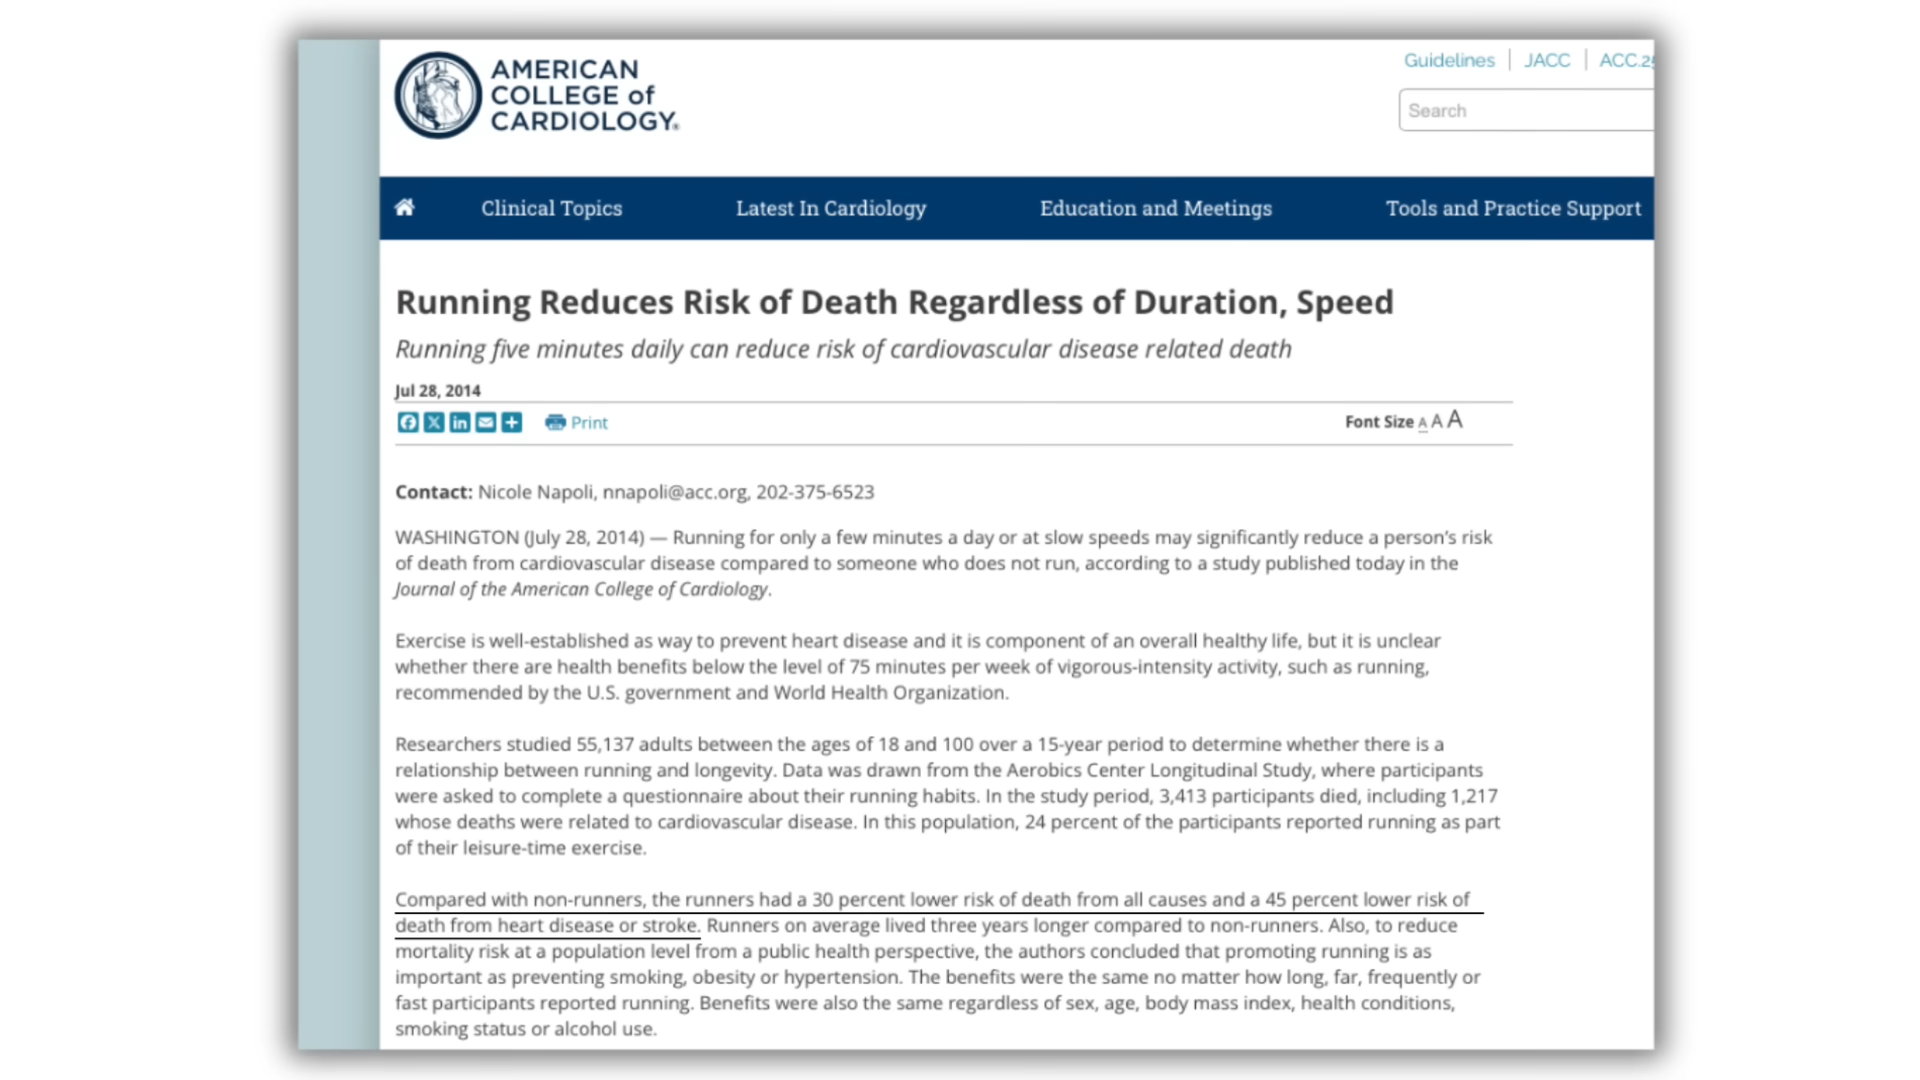 AMERICAN
COLLEGE of
CARDIOLOGY®
Guidelines | JACC | ACC.25
Search
Clinical Topics Latest In Cardiology Education and Meetings Tools and Practice Support
Running Reduces Risk of Death Regardless of Duration, Speed
Running five minutes daily can reduce risk of cardiovascular disease related death
Jul 28, 2014
Print Font Size A A A
Contact: Nicole Napoli, nnapoli@acc.org, 202-375-6523
WASHINGTON (July 28, 2014) — Running for only a few minutes a day or at slow speeds may significantly reduce a person's risk
of death from cardiovascular disease compared to someone who does not run, according to a study published today in the
Journal of the American College of Cardiology.
Exercise is well-established as way to prevent heart disease and it is component of an overall healthy life, but it is unclear
whether there are health benefits below the level of 75 minutes per week of vigorous-intensity activity, such as running,
recommended by the U.S. government and World Health Organization.
Researchers studied 55,137 adults between the ages of 18 and 100 over a 15-year period to determine whether there is a
relationship between running and longevity. Data was drawn from the Aerobics Center Longitudinal Study, where participants
were asked to complete a questionnaire about their running habits. In the study period, 3,413 participants died, including 1,217
whose deaths were related to cardiovascular disease. In this population, 24 percent of the participants reported running as part
of their leisure-time exercise.
Compared with non-runners, the runners had a 30 percent lower risk of death from all causes and a 45 percent lower risk of
death from heart disease or stroke. Runners on average lived three years longer compared to non-runners. Also, to reduce
mortality risk at a population level from a public health perspective, the authors concluded that promoting running is as
important as preventing smoking, obesity or hypertension. The benefits were the same no matter how long, far, frequently or
fast participants reported running. Benefits were also the same regardless of sex, age, body mass index, health conditions,
smoking status or alcohol use.